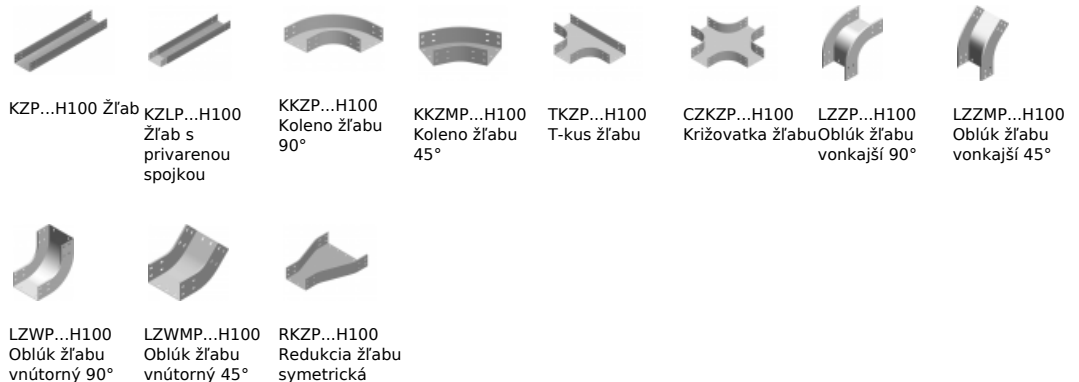 KZP...H100 Žľab
KZLP...H100
Žľab s
privarenou
spojkou
KKZP...H100
Koleno žľabu
90°
KKZMP...H100
Koleno žľabu
45°
TKZP...H100
T-kus žľabu
CZKZP...H100
Križovatka žľabu
LZZP...H100
Oblúk žľabu
vonkajší 90°
LZZMP...H100
Oblúk žľabu
vonkajší 45°
LZWP...H100
Oblúk žľabu
vnútorný 90°
LZWMP...H100
Oblúk žľabu
vnútorný 45°
RKZP...H100
Redukcia žľabu
symetrická